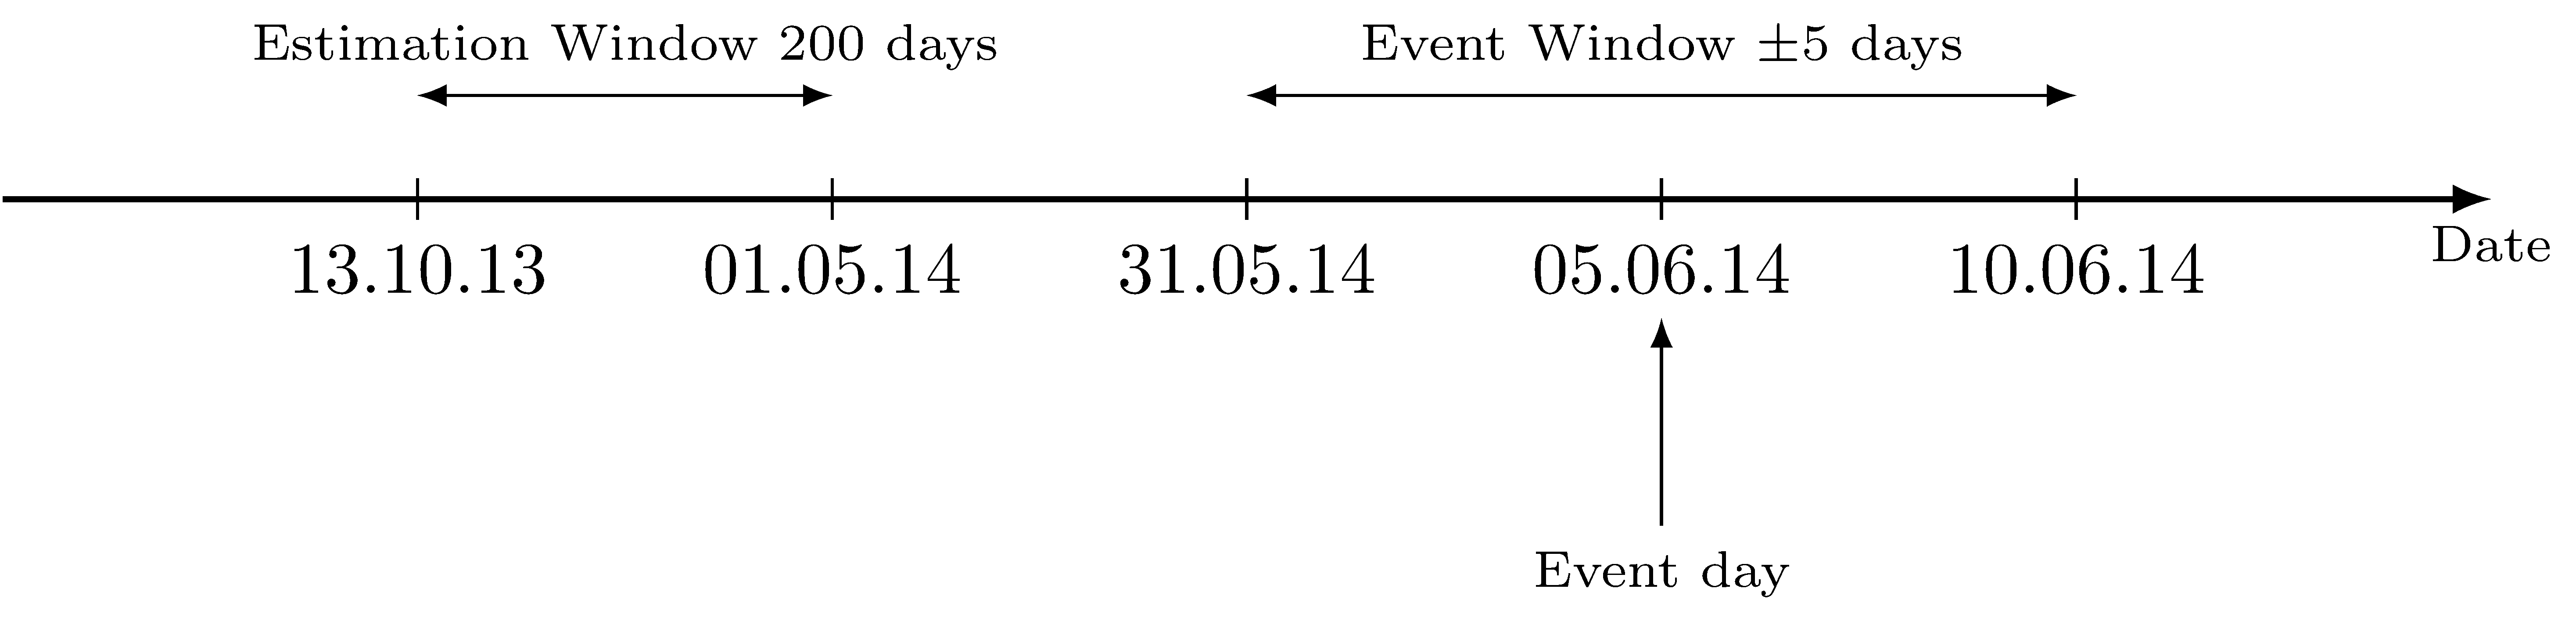 Estimation Window 200 days
Event Window ±5 days
13.10.13
01.05.14
31.05.14
05.06.14
10.06.14
Date
Event day